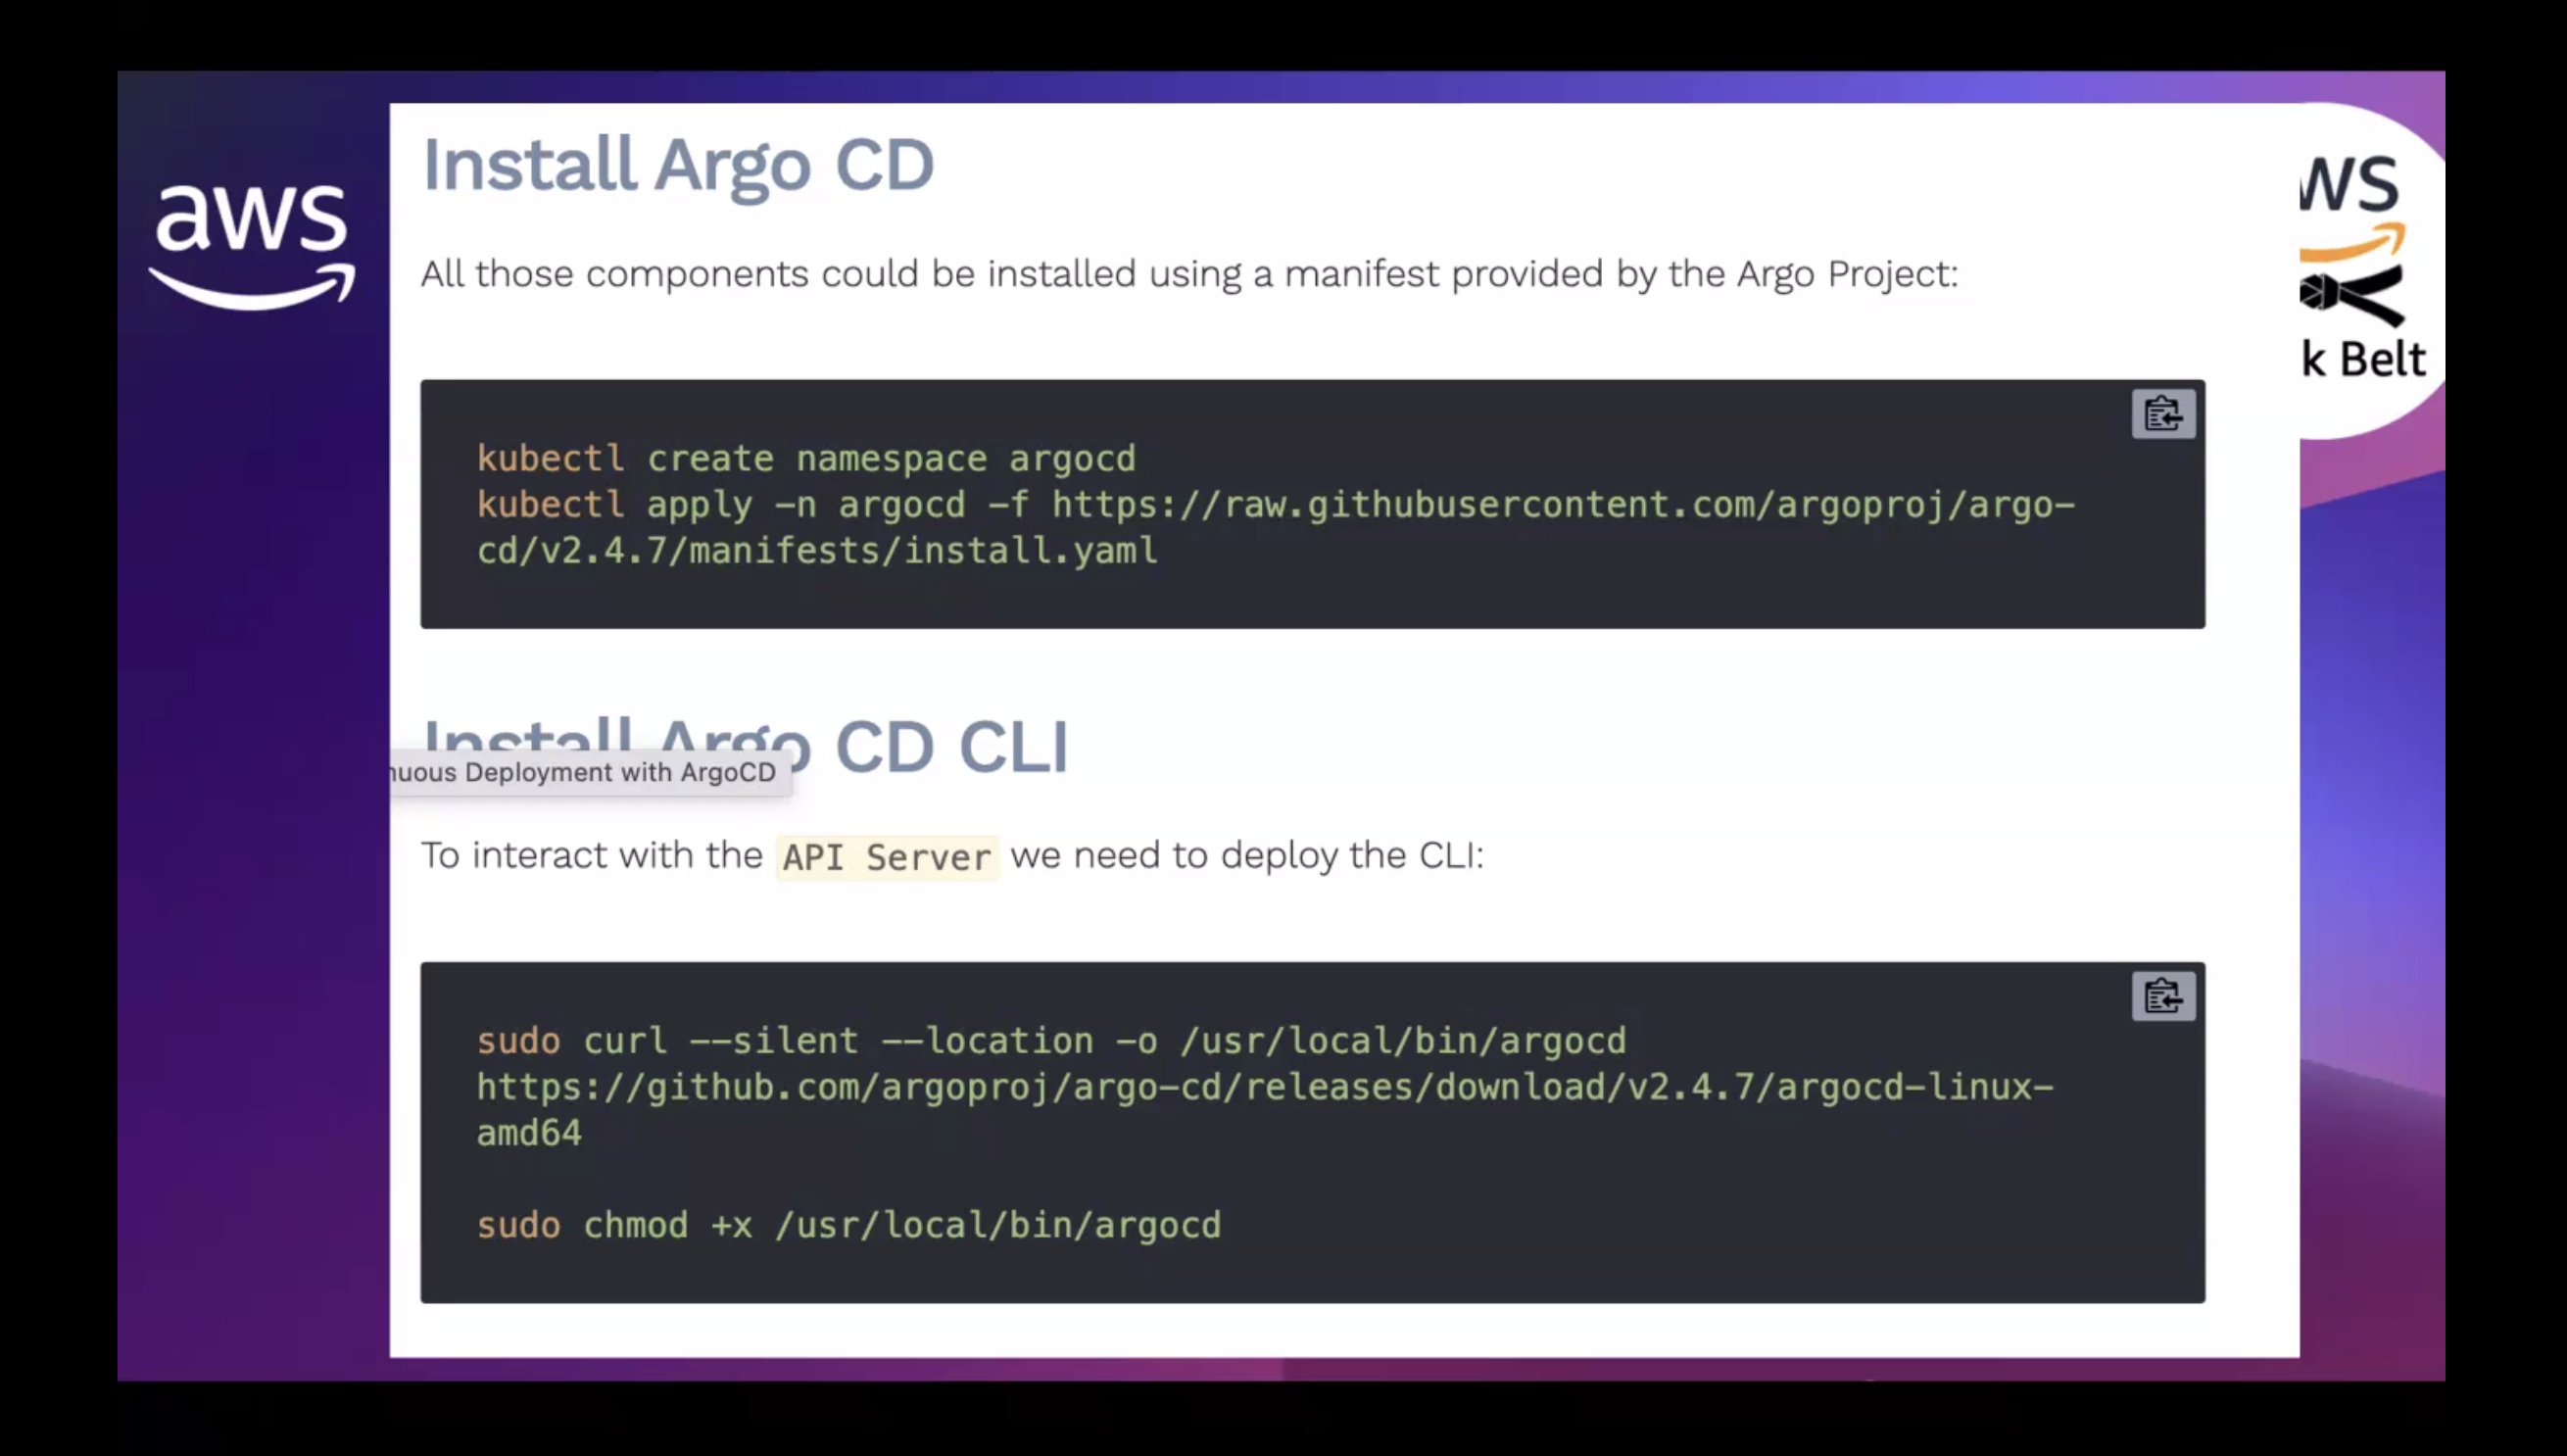 Install Argo CD
aws
WS
All those components could be installed using a manifest provided by the Argo Project:
k Belt
kubectl create namespace argocd
kubectl apply -n argocd -f https://raw.githubusercontent.com/argoproj/argo-
cd/v2.4.7/manifests/install.yaml
Install Argo CD CLI
nuous Deployment with ArgoCD
To interact with the API Server we need to deploy the CLI:
sudo curl --silent --location -o /usr/local/bin/argocd
https://github.com/argoproj/argo-cd/releases/download/v2.4.7/argocd-linux-
amd64
sudo chmod +x /usr/local/bin/argocd